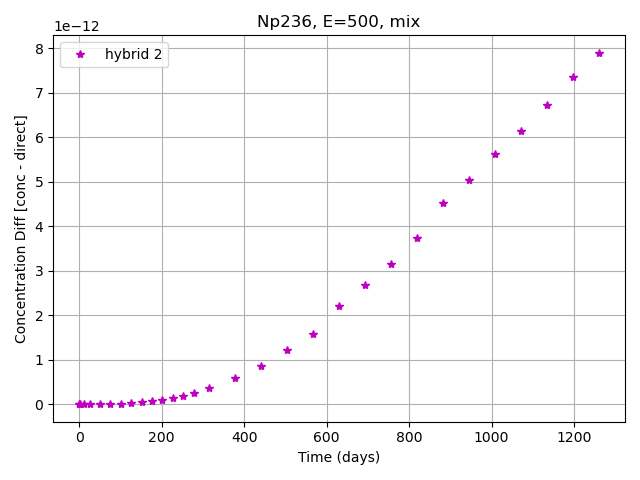 Np236, E=500, mix
1e−12
hybrid 2
8
7
6
5
4
3
2
1
0
Concentration Diff [conc - direct]
0 200 400 600 800 1000 1200
Time (days)